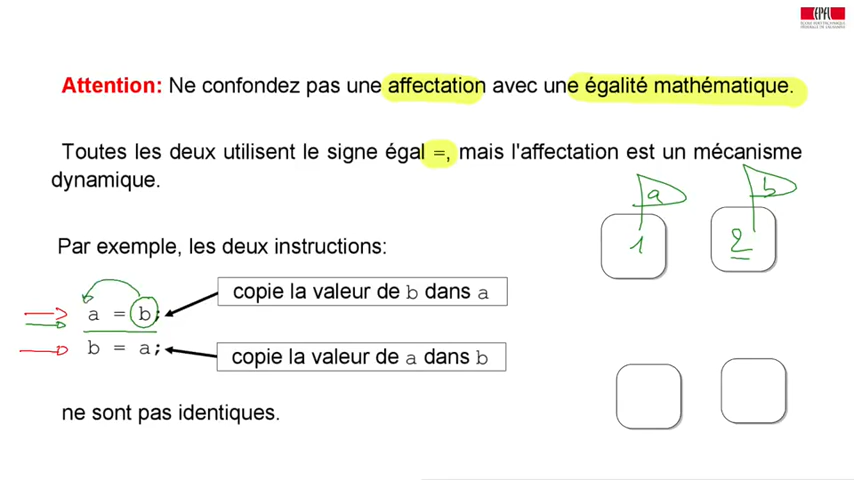 EPFL
Attention: Ne confondez pas une affectation avec une égalité mathématique.
Toutes les deux utilisent le signe égal =, mais l'affectation est un mécanisme
dynamique.
a
b
1
2
Par exemple, les deux instructions:
copie la valeur de b dans a
a = b;
copie la valeur de a dans b
b = a;
ne sont pas identiques.